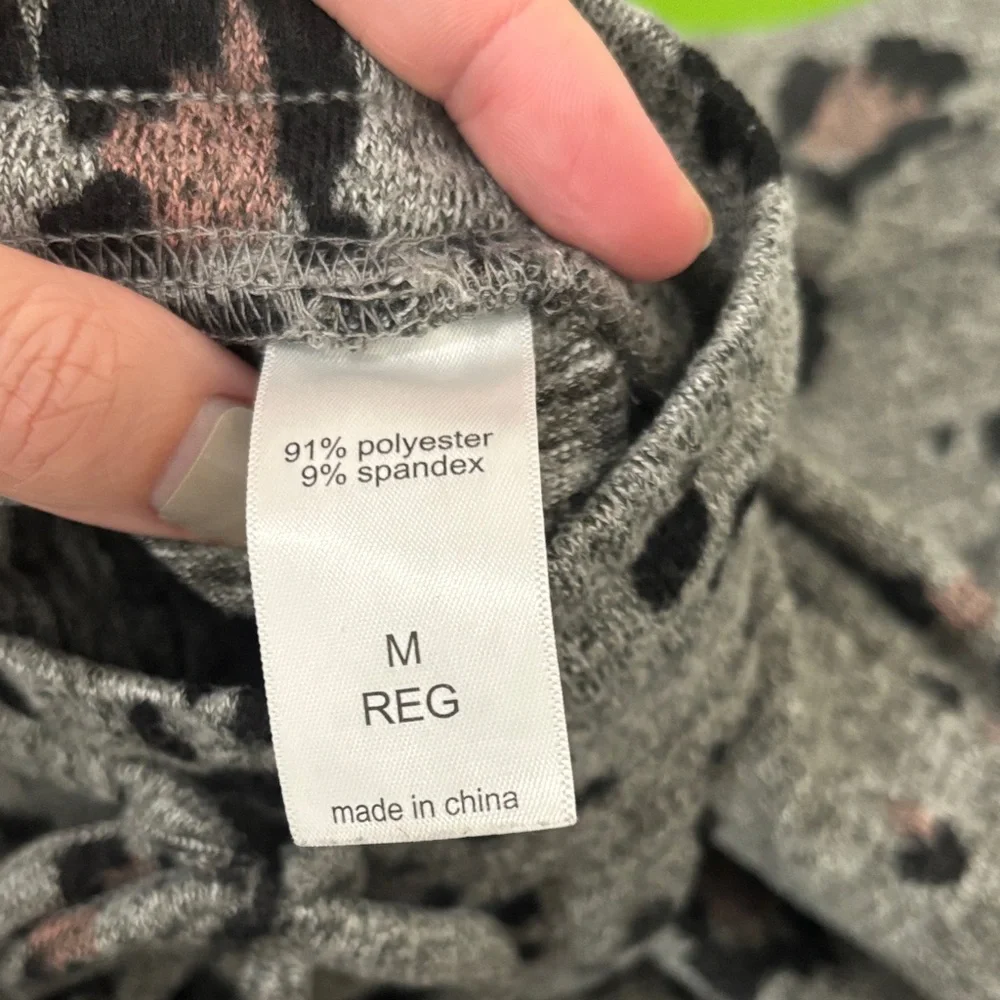 91% polyester
9% spandex
M
REG
made in china